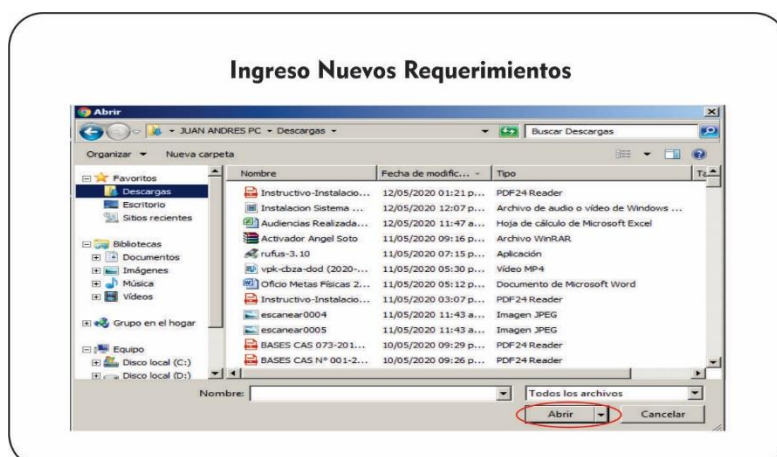 Ingreso Nuevos Requerimientos
Abrir
JUAN ANDRES PC Descargas
Buscar Descargas
Organizar Nueva carpeta
Favoritos
Descargas
Escritorio
Sitios recientes
Bibliotecas
Documentos
Imágenes
Música
Vídeos
Grupo en el hogar
Equipo
Disco local (C:)
Disco local (D:)
Nombre Fecha de modific... Tipo Ta
Instructivo-Instalacio... 12/05/2020 01:21 p... PDF24 Reader
Instalacion Sistema ... 12/05/2020 12:07 p... Archivo de audio o vídeo de Windows ...
Audiencias Realizada... 12/05/2020 11:47 a... Hoja de cálculo de Microsoft Excel
Activador Angel Soto 11/05/2020 09:16 p... Archivo WinRAR
rufus-3.10 11/05/2020 07:15 p... Aplicación
vpk-cbza-dod (2020-... 11/05/2020 05:30 p... Vídeo MP4
Oficio Metas Físicas 2... 11/05/2020 05:12 p... Documento de Microsoft Word
Instructivo-Instalacio... 11/05/2020 03:07 p... PDF24 Reader
escanear0004 11/05/2020 11:43 a... Imagen JPEG
escanear0005 11/05/2020 11:43 a... Imagen JPEG
BASES CAS 073-201... 10/05/2020 09:29 p... PDF24 Reader
BASES CAS N° 001-2... 10/05/2020 09:26 p... PDF24 Reader
Nombre: Todos los archivos
Abrir Cancelar